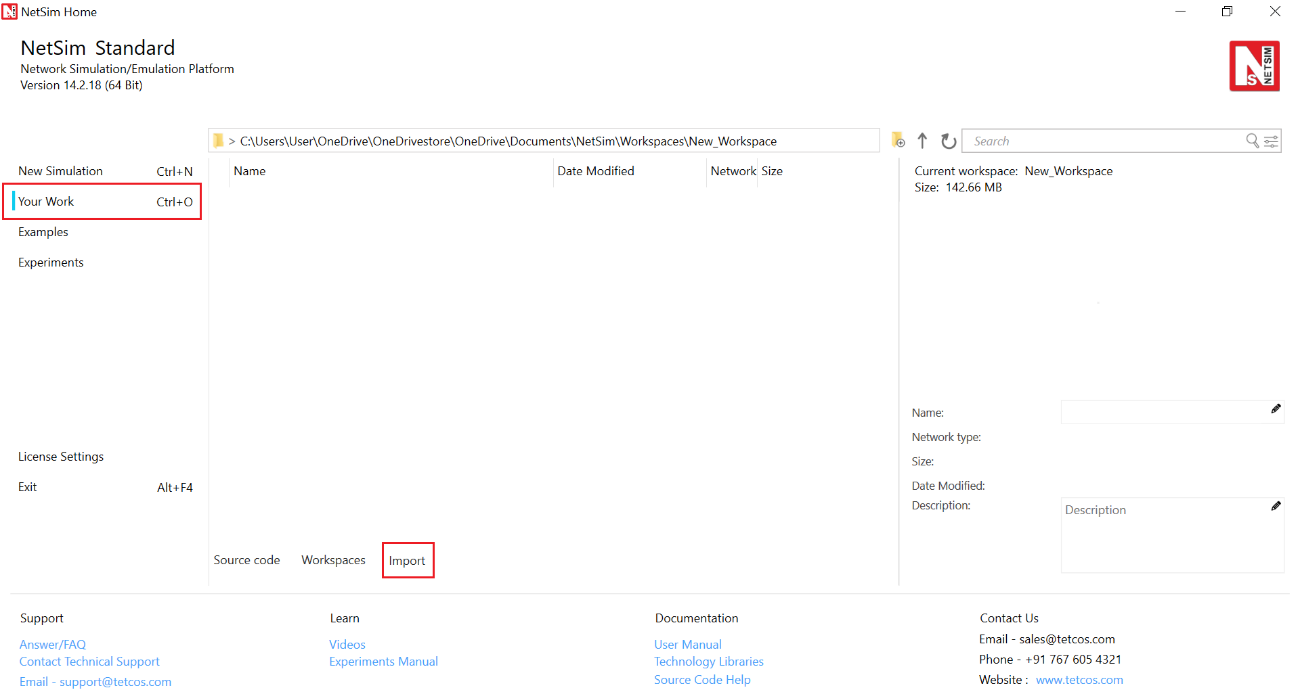 NetSim Home
NetSim Standard
Network Simulation/Emulation Platform
Version 14.2.18 (64 Bit)
N
S
NETSIM
> C:\Users\User\OneDrive\OneDrivestore\OneDrive\Documents\NetSim\Workspaces\New_Workspace
Search
New Simulation Ctrl+N
Your Work Ctrl+O
Examples
Experiments
License Settings
Exit Alt+F4
Name Date Modified Network Size
Source code Workspaces Import
Current workspace: New_Workspace
Size: 142.66 MB
Name:
Network type:
Size:
Date Modified:
Description:
Description
Support
Answer/FAQ
Contact Technical Support
Email - support@tetcos.com
Learn
Videos
Experiments Manual
Documentation
User Manual
Technology Libraries
Source Code Help
Contact Us
Email - sales@tetcos.com
Phone - +91 767 605 4321
Website : www.tetcos.com